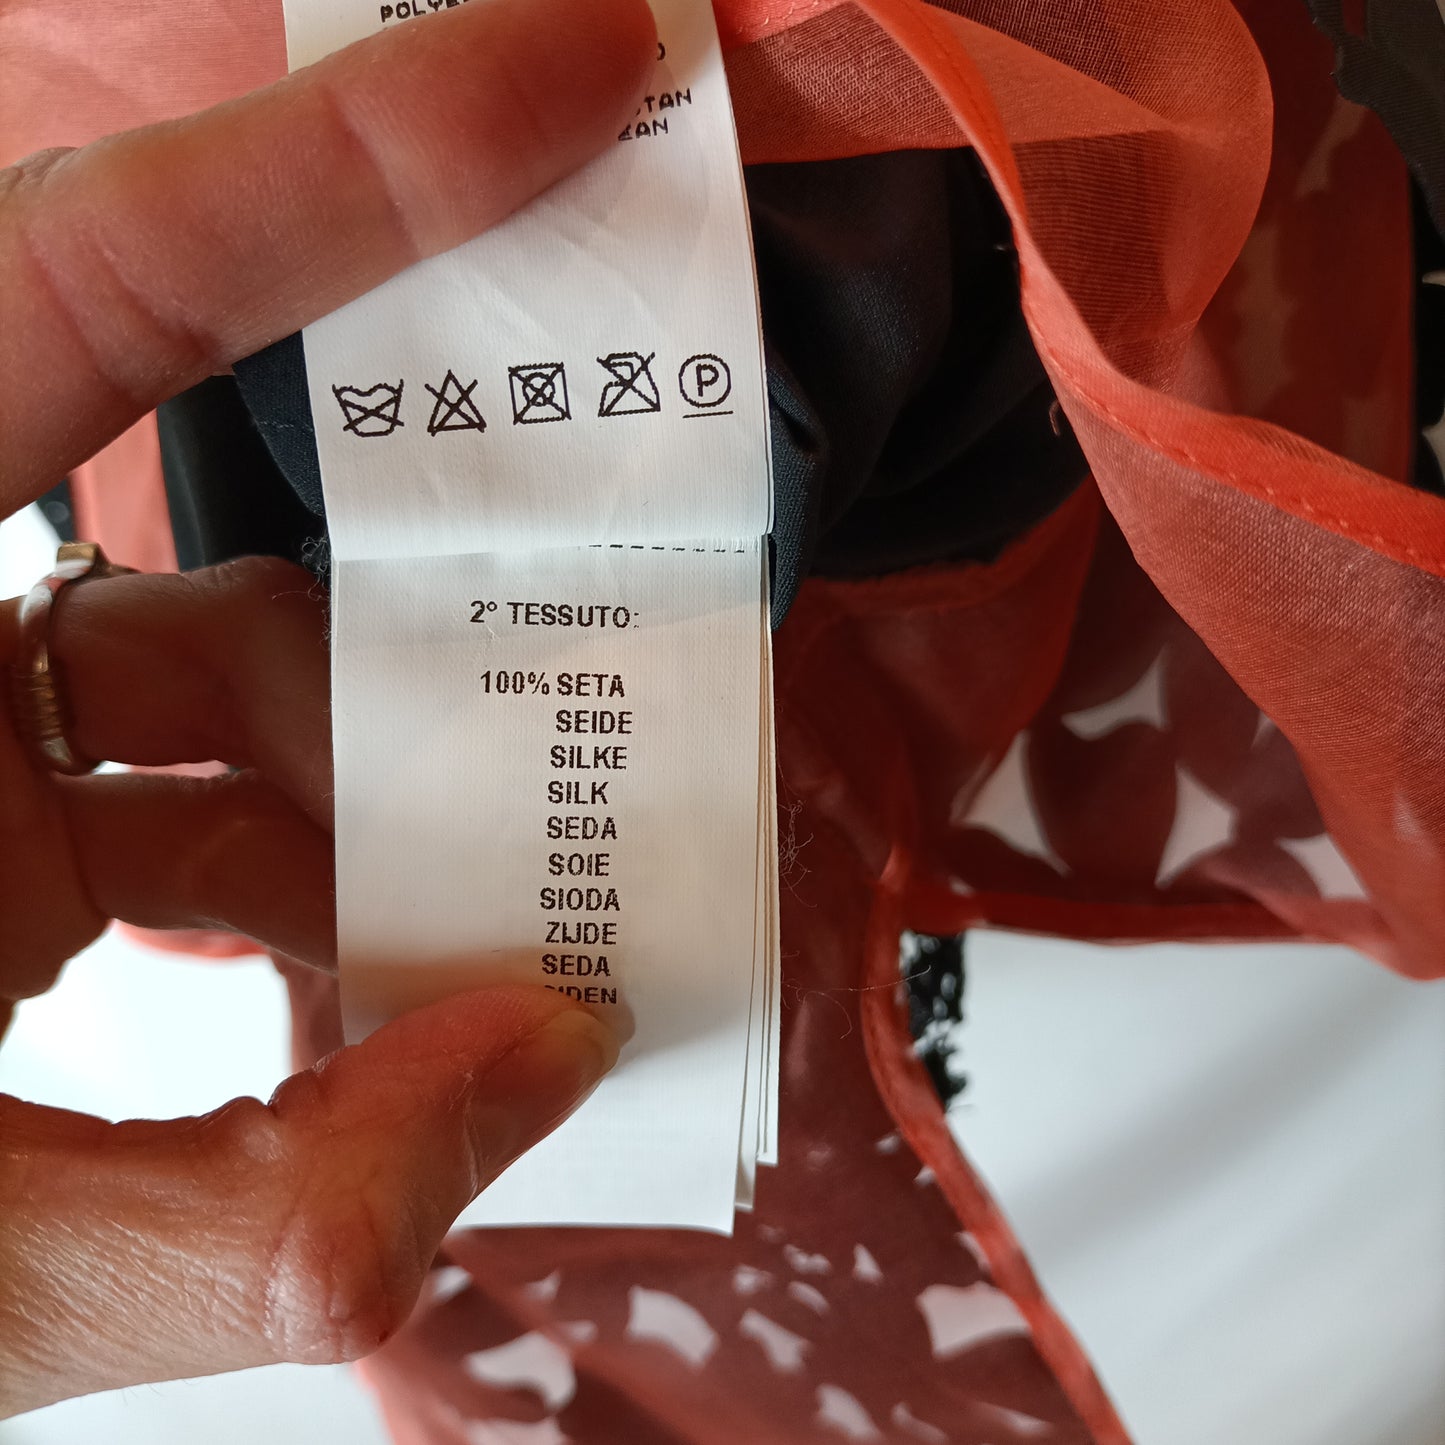 2° TESSUTO:
100% SETA
SEIDE
SILKE
SILK
SEDA
SOIE
SIODA
ZIJDE
SEDA
P